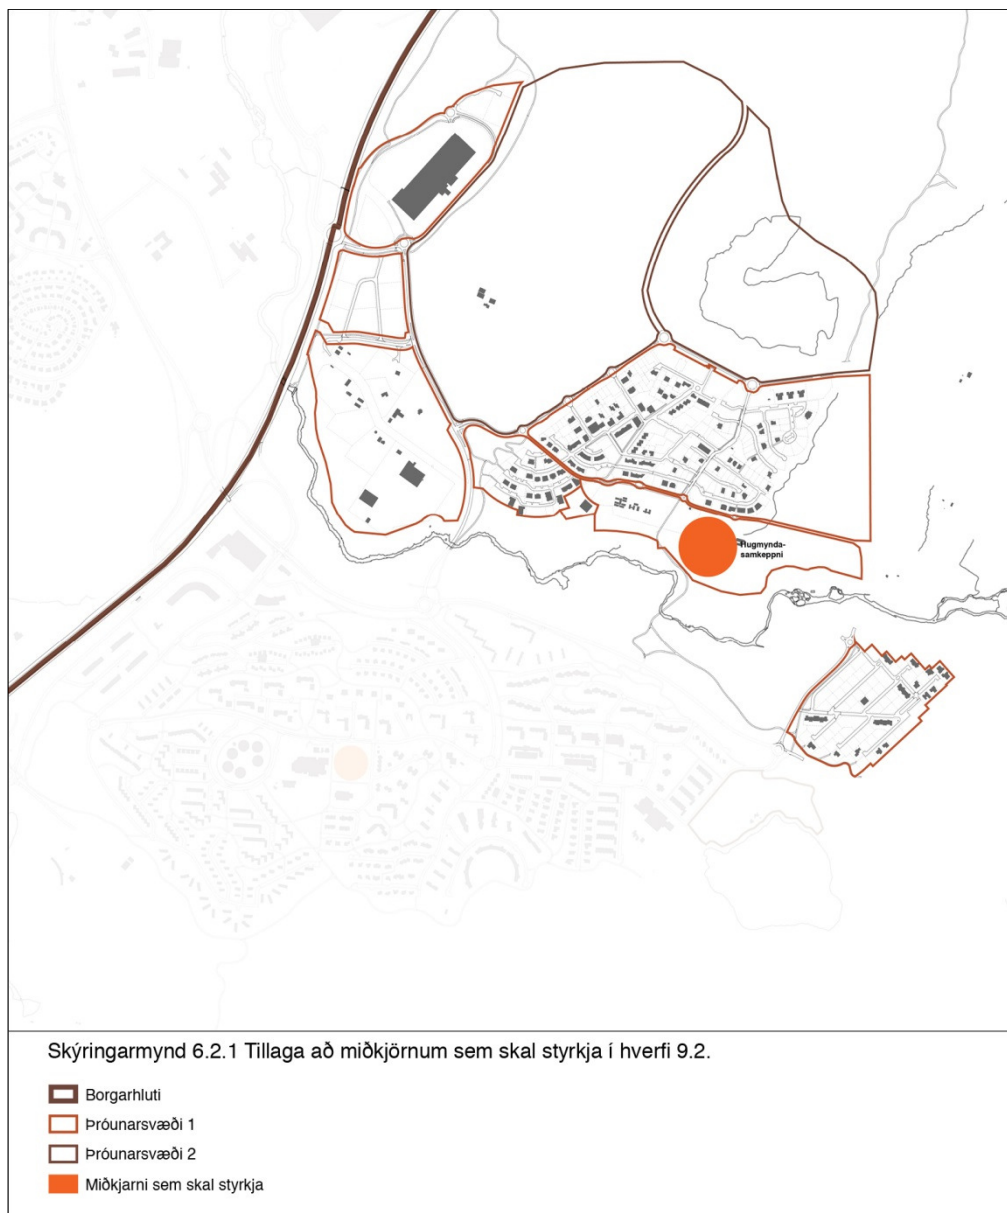 Hugmynda-
samkeppni
Skýringarmynd 6.2.1 Tillaga að miðkjörnum sem skal styrkja í hverfi 9.2.
Borgarhluti
Þróunarsvæði 1
Þróunarsvæði 2
Miðkjarni sem skal styrkja